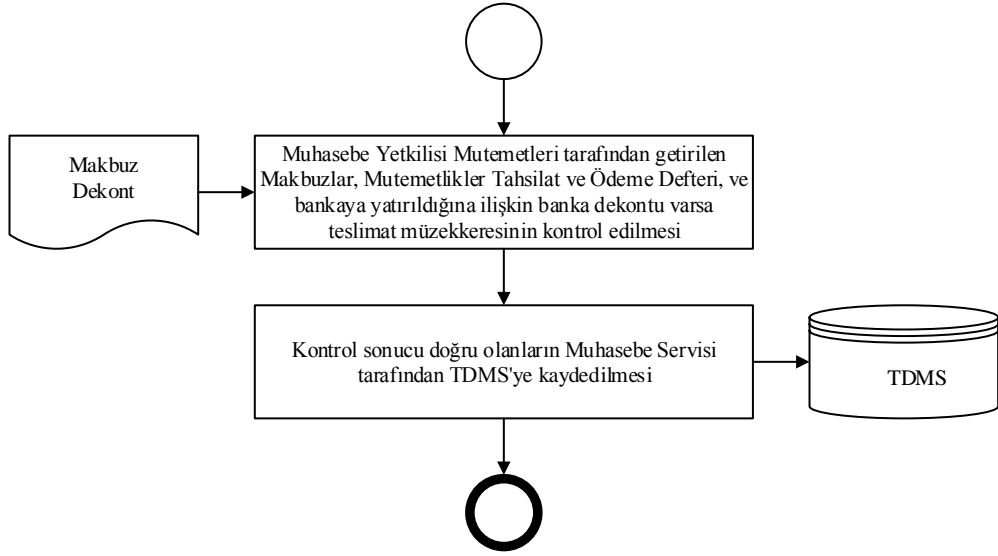 Makbuz
Dekont
Muhasebe Yetkilisi Mutemetleri tarafından getirilen
Makbuzlar, Mutemetlikler Tahsilat ve Ödeme Defteri, ve
bankaya yatırıldığına ilişkin banka dekontu varsa
teslimat müzekkeresinin kontrol edilmesi
Kontrol sonucu doğru olanların Muhasebe Servisi
tarafından TDMS'ye kaydedilmesi
TDMS